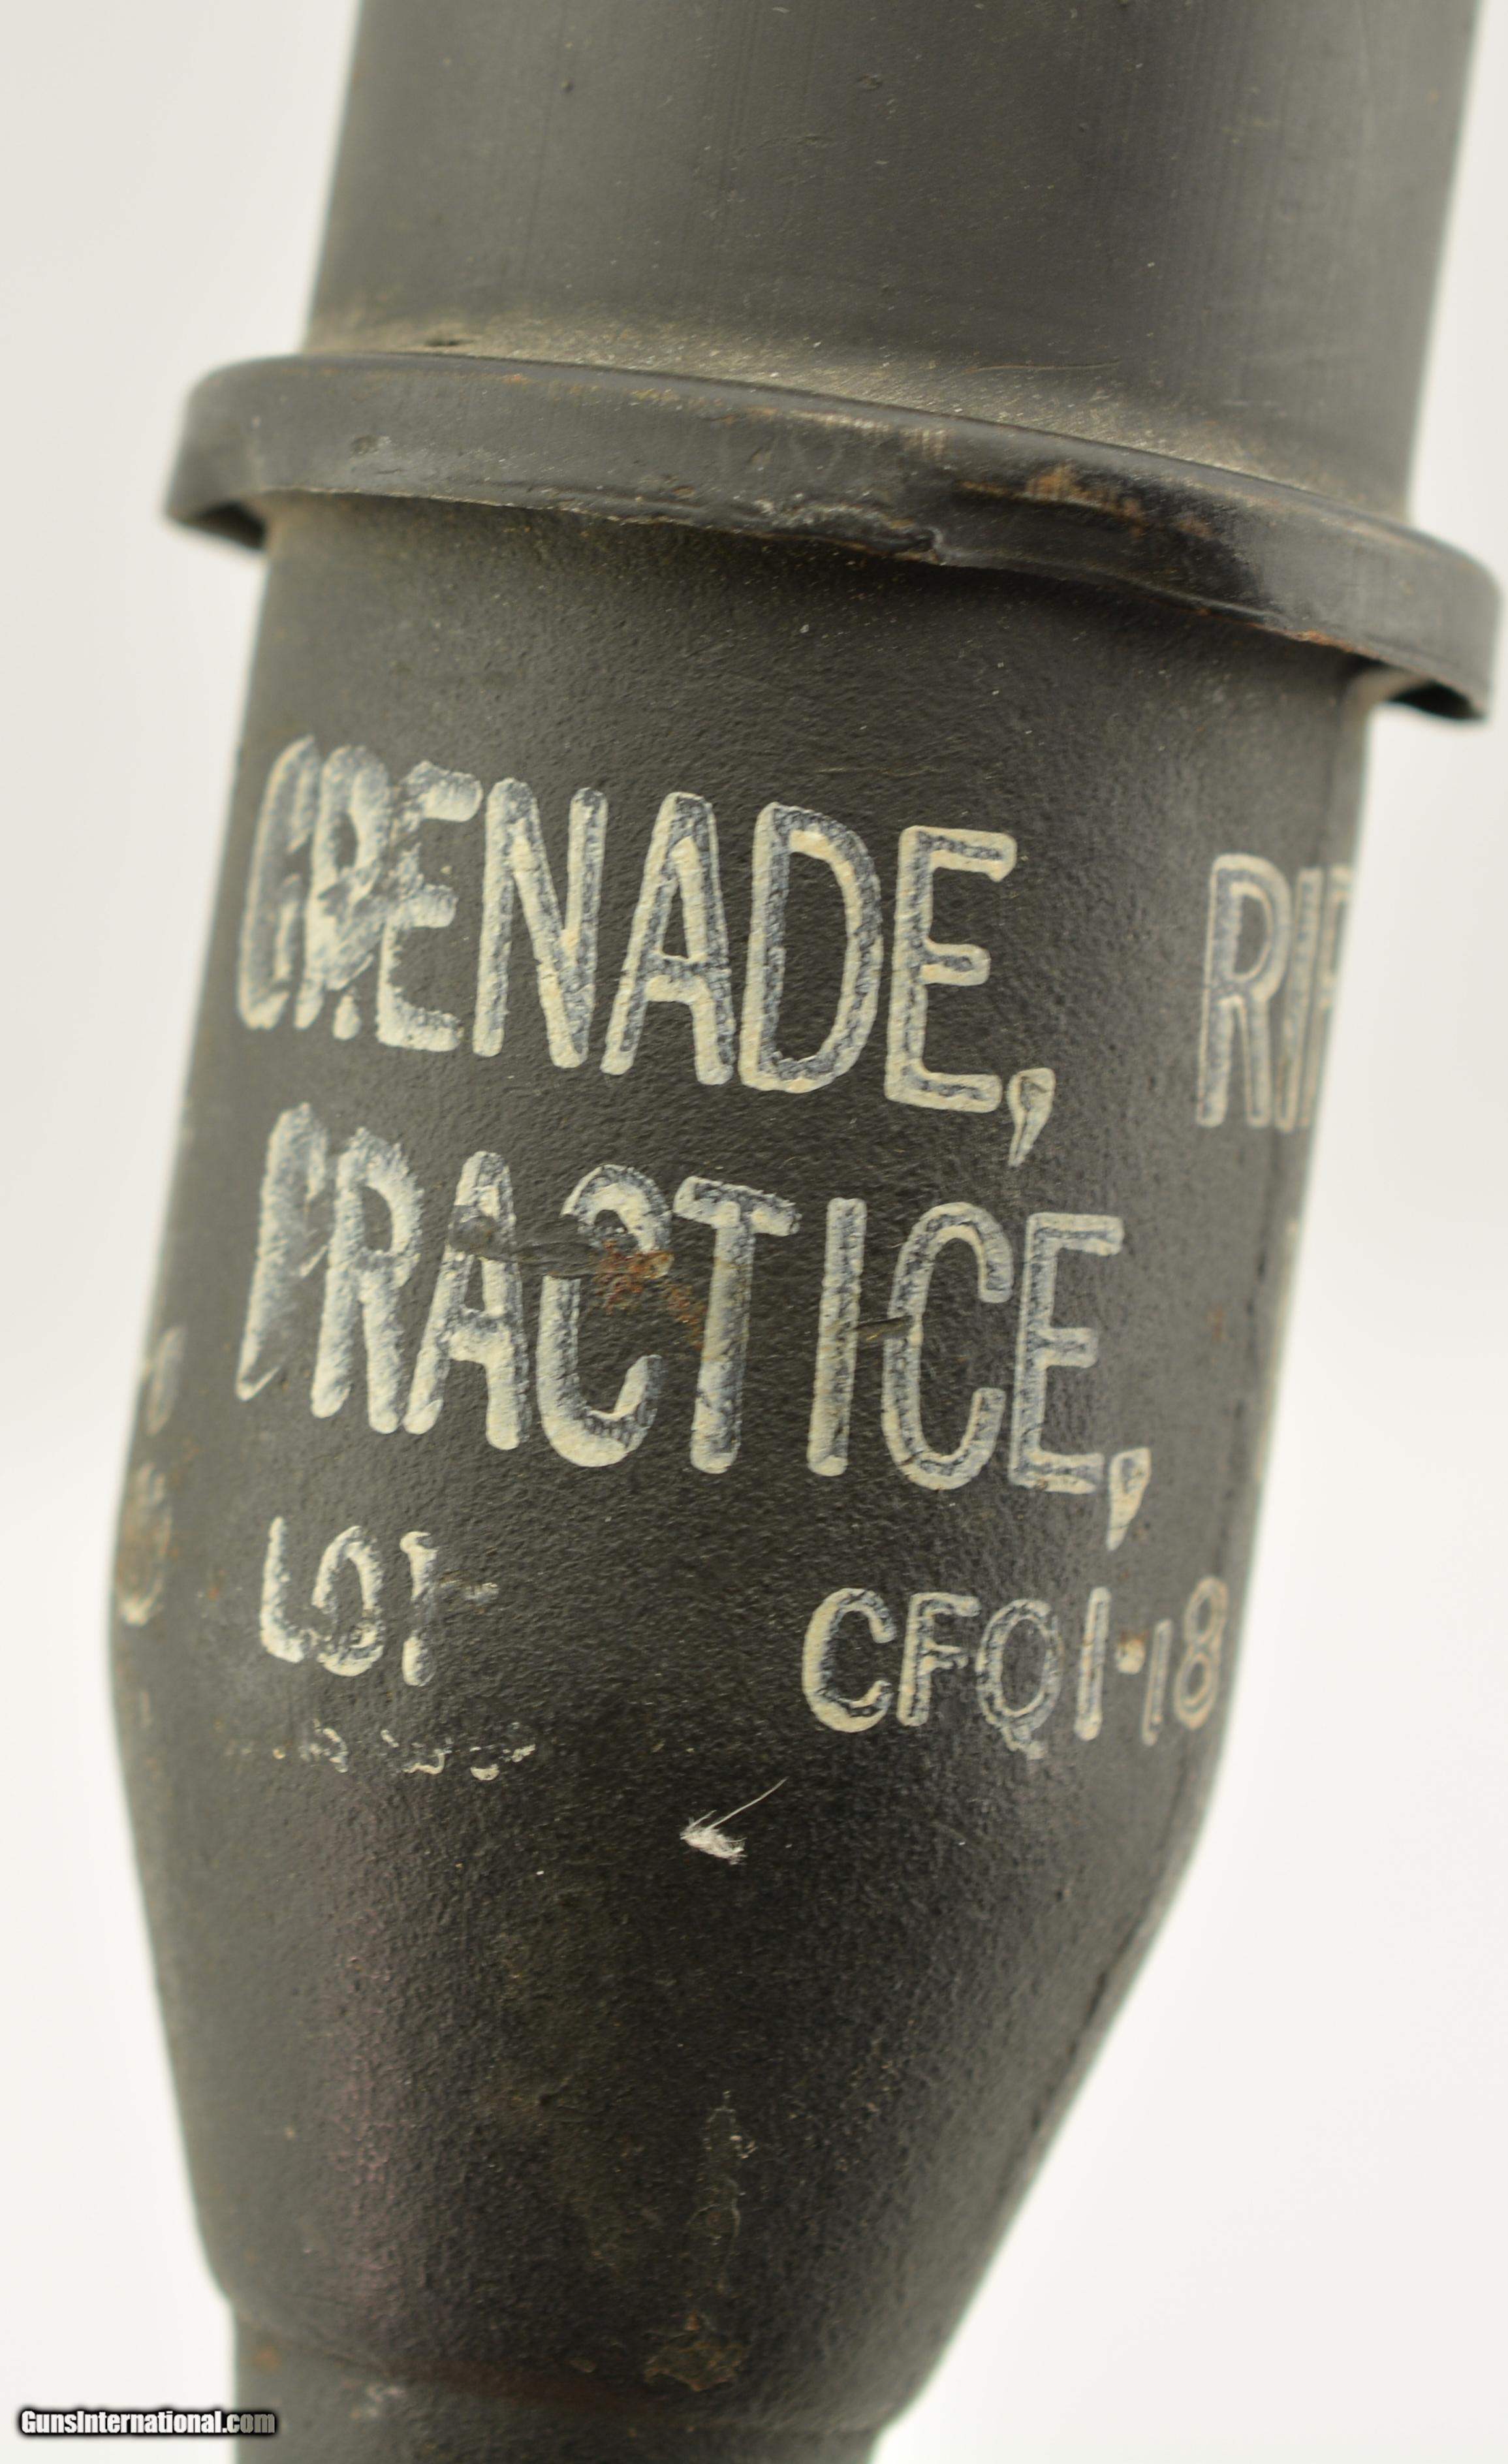 GRENADE, RIF
PRACTICE,
LOT CFQ1-18
GunsInternational.com